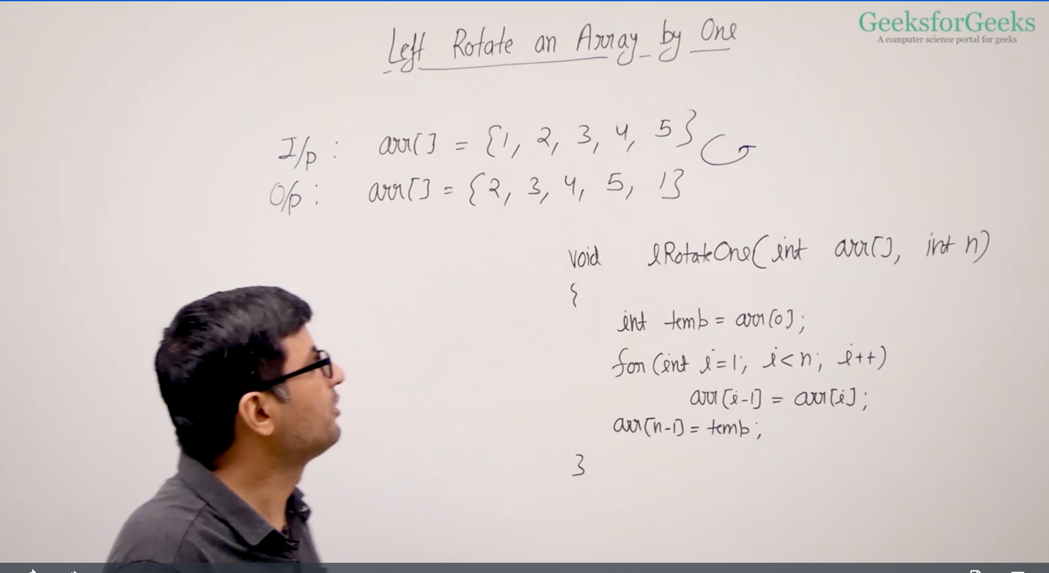 GeeksforGeeks
A computer science portal for geeks
Left Rotate an Array by One
I/p : arr[] = {1, 2, 3, 4, 5}
O/p : arr[] = {2, 3, 4, 5, 1}
void lRotateOne(int arr[], int n)
{
int temp = arr[0];
for (int i=1; i<n; i++)
arr[i-1] = arr[i];
arr[n-1] = temp;
}